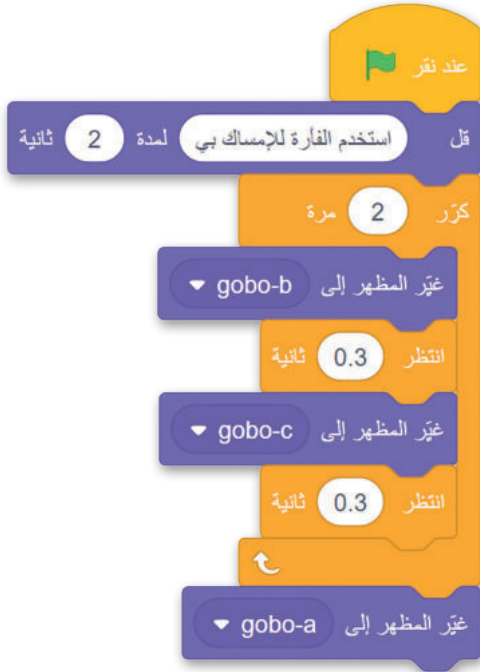 عند نقر
قل استخدم الفأرة للإمساك بي لمدة 2 ثانية
كرّر 2 مرة
غيّر المظهر إلى gobo-b
انتظر 0.3 ثانية
غيّر المظهر إلى gobo-c
انتظر 0.3 ثانية
غيّر المظهر إلى gobo-a